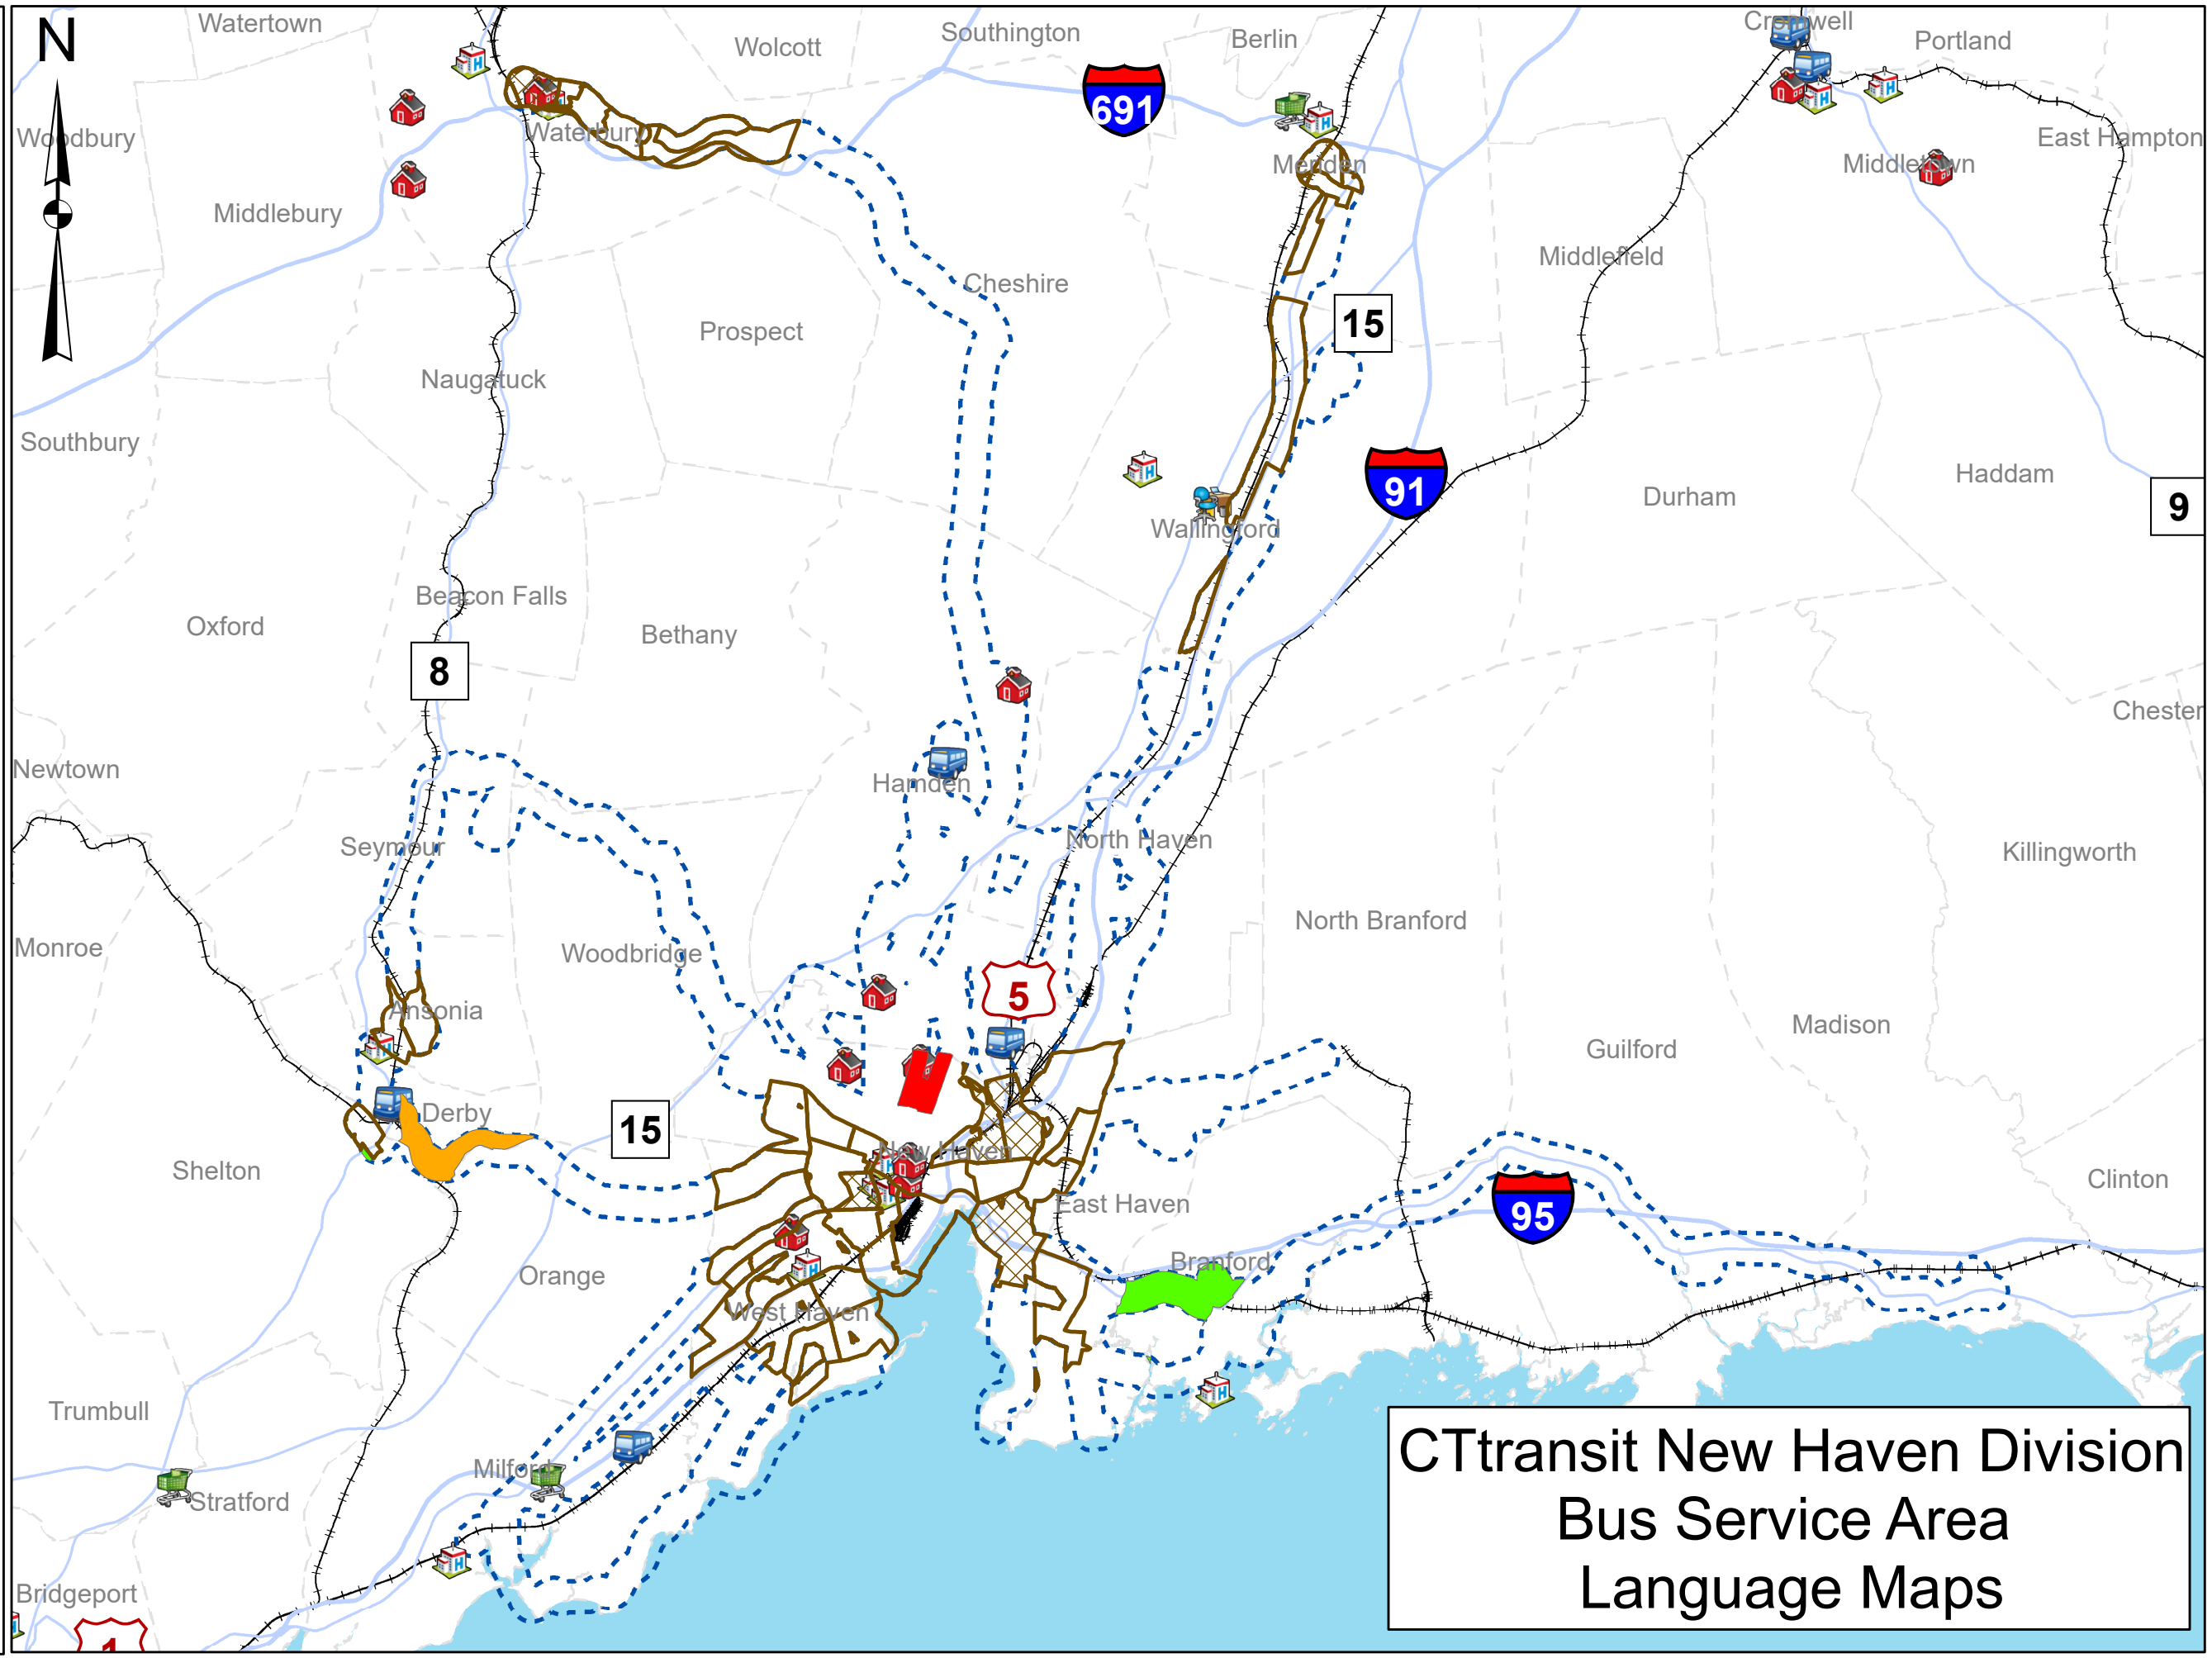 N
Watertown
Wolcott
Southington
Berlin
Cromwell
Portland
Woodbury
Waterbury
691
Meriden
Middletown
East Hampton
Middlebury
Cheshire
Middlefield
Prospect
15
Naugatuck
Southbury
Wallingford
91
Durham
Haddam
9
Oxford
Beacon Falls
Bethany
8
Chester
Newtown
Hamden
Seymour
North Haven
Killingworth
Monroe
Woodbridge
North Branford
5
Ansonia
Guilford
Madison
Derby
15
New Haven
Shelton
East Haven
95
Clinton
Orange
Branford
West Haven
Trumbull
Milford
Stratford
Bridgeport
1
CTtransit New Haven Division
Bus Service Area
Language Maps